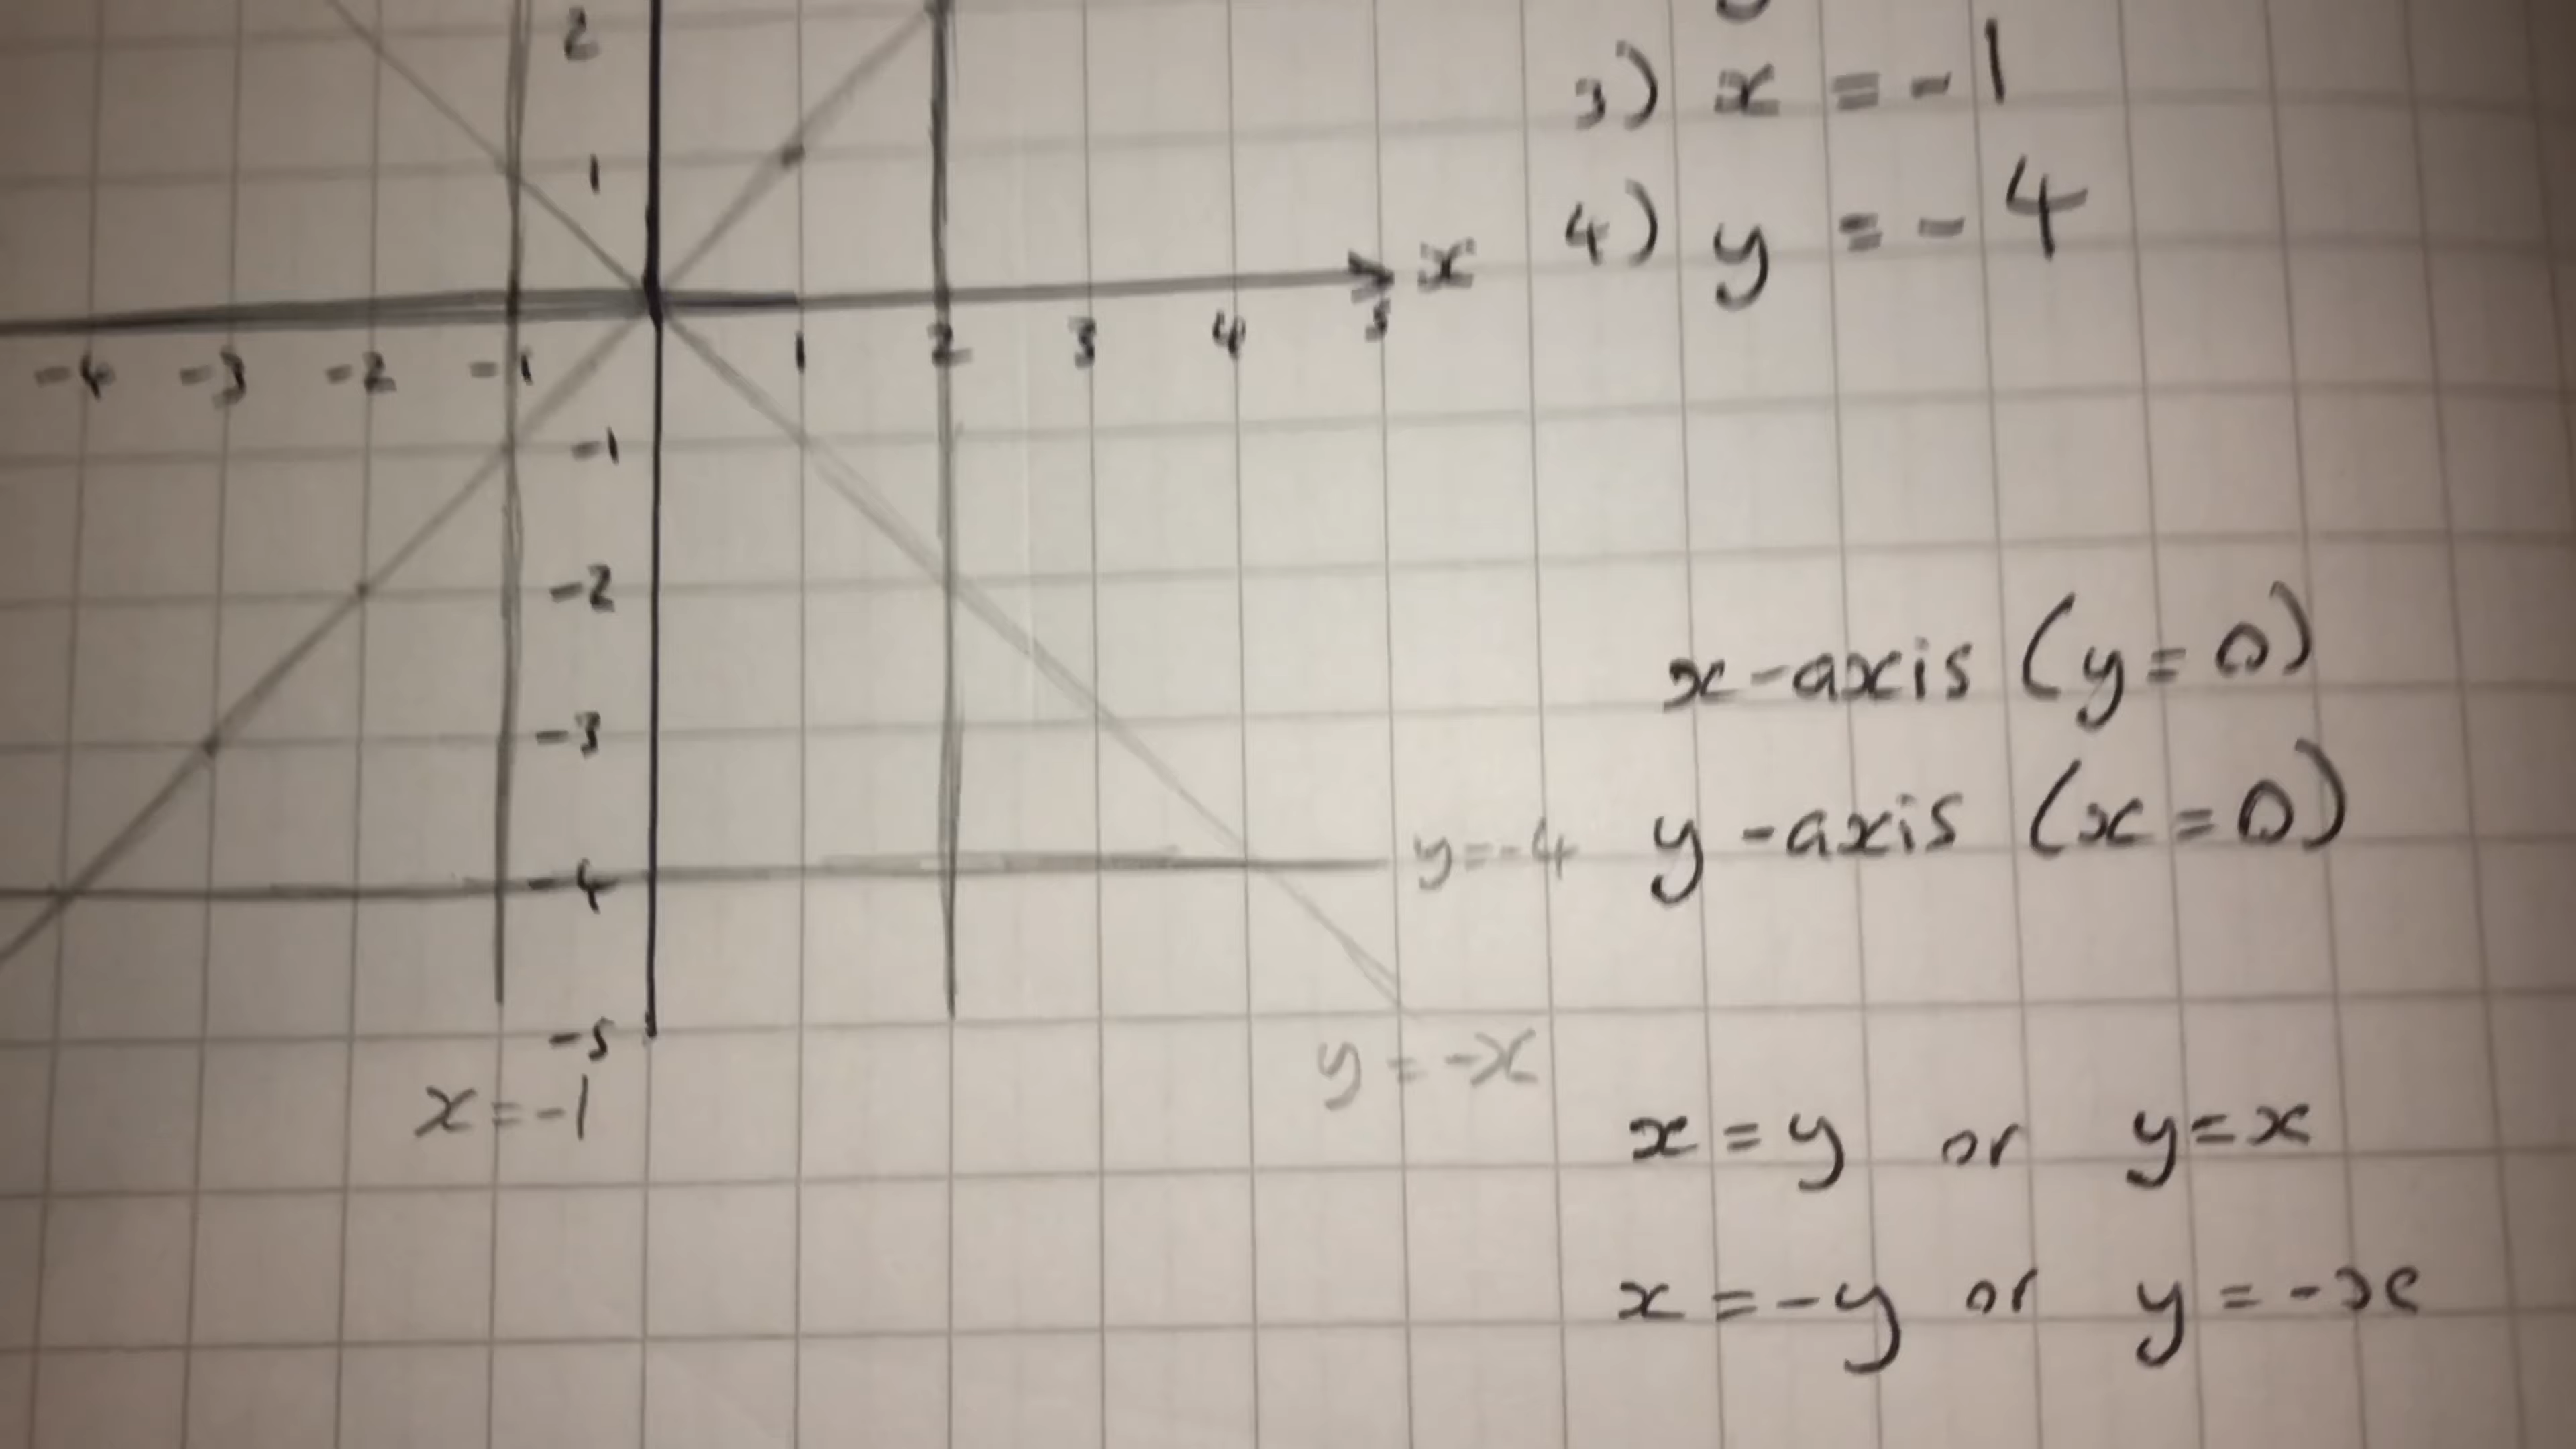 2
1
x
-4 -3 -2 -1 1 2 3 4 5
-1
-2
-3
-4
-5
y=-4
y=-x
x=-1
3) x=-1
4) y=-4
x-axis (y=0)
y-axis (x=0)
x=y or y=x
x=-y or y=-x